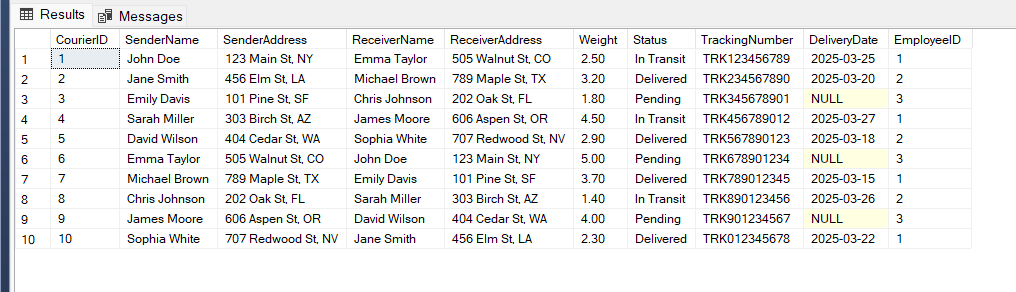 Results Messages
CourierID SenderName SenderAddress ReceiverName ReceiverAddress Weight Status TrackingNumber DeliveryDate EmployeeID
1 1 John Doe 123 Main St, NY Emma Taylor 505 Walnut St, CO 2.50 In Transit TRK123456789 2025-03-25 1
2 2 Jane Smith 456 Elm St, LA Michael Brown 789 Maple St, TX 3.20 Delivered TRK234567890 2025-03-20 2
3 3 Emily Davis 101 Pine St, SF Chris Johnson 202 Oak St, FL 1.80 Pending TRK345678901 NULL 3
4 4 Sarah Miller 303 Birch St, AZ James Moore 606 Aspen St, OR 4.50 In Transit TRK456789012 2025-03-27 1
5 5 David Wilson 404 Cedar St, WA Sophia White 707 Redwood St, NV 2.90 Delivered TRK567890123 2025-03-18 2
6 6 Emma Taylor 505 Walnut St, CO John Doe 123 Main St, NY 5.00 Pending TRK678901234 NULL 3
7 7 Michael Brown 789 Maple St, TX Emily Davis 101 Pine St, SF 3.70 Delivered TRK789012345 2025-03-15 1
8 8 Chris Johnson 202 Oak St, FL Sarah Miller 303 Birch St, AZ 1.40 In Transit TRK890123456 2025-03-26 2
9 9 James Moore 606 Aspen St, OR David Wilson 404 Cedar St, WA 4.00 Pending TRK901234567 NULL 3
10 10 Sophia White 707 Redwood St, NV Jane Smith 456 Elm St, LA 2.30 Delivered TRK012345678 2025-03-22 1